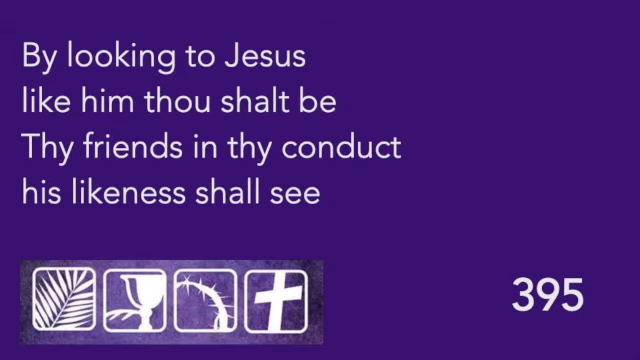 By looking to Jesus
like him thou shalt be
Thy friends in thy conduct
his likeness shall see
395